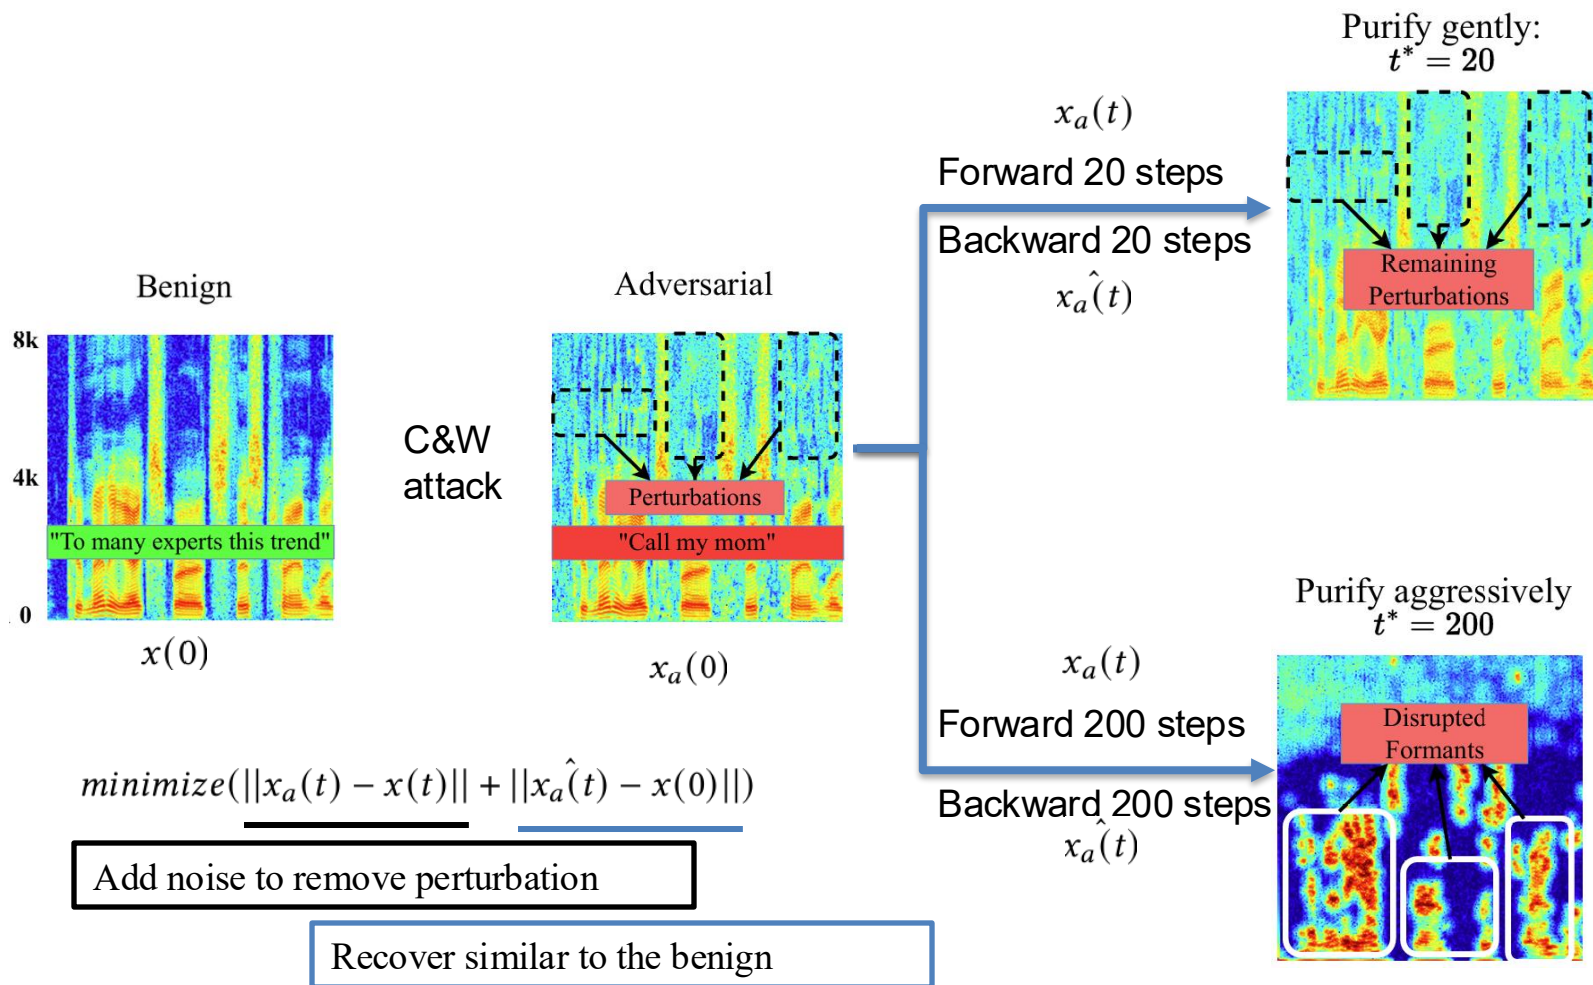 Purify gently:
t* = 20
x_a(t)
Forward 20 steps
Backward 20 steps
x̂_a(t)
Remaining
Perturbations
Benign
Adversarial
8k
4k
0
"To many experts this trend"
x(0)
C&W
attack
Perturbations
"Call my mom"
x_a(0)
Purify aggressively
t* = 200
x_a(t)
Forward 200 steps
Backward 200 steps
x̂_a(t)
Disrupted
Formants
minimize(||x_a(t) − x(t)|| + ||x̂_a(t) − x(0)||)
Add noise to remove perturbation
Recover similar to the benign